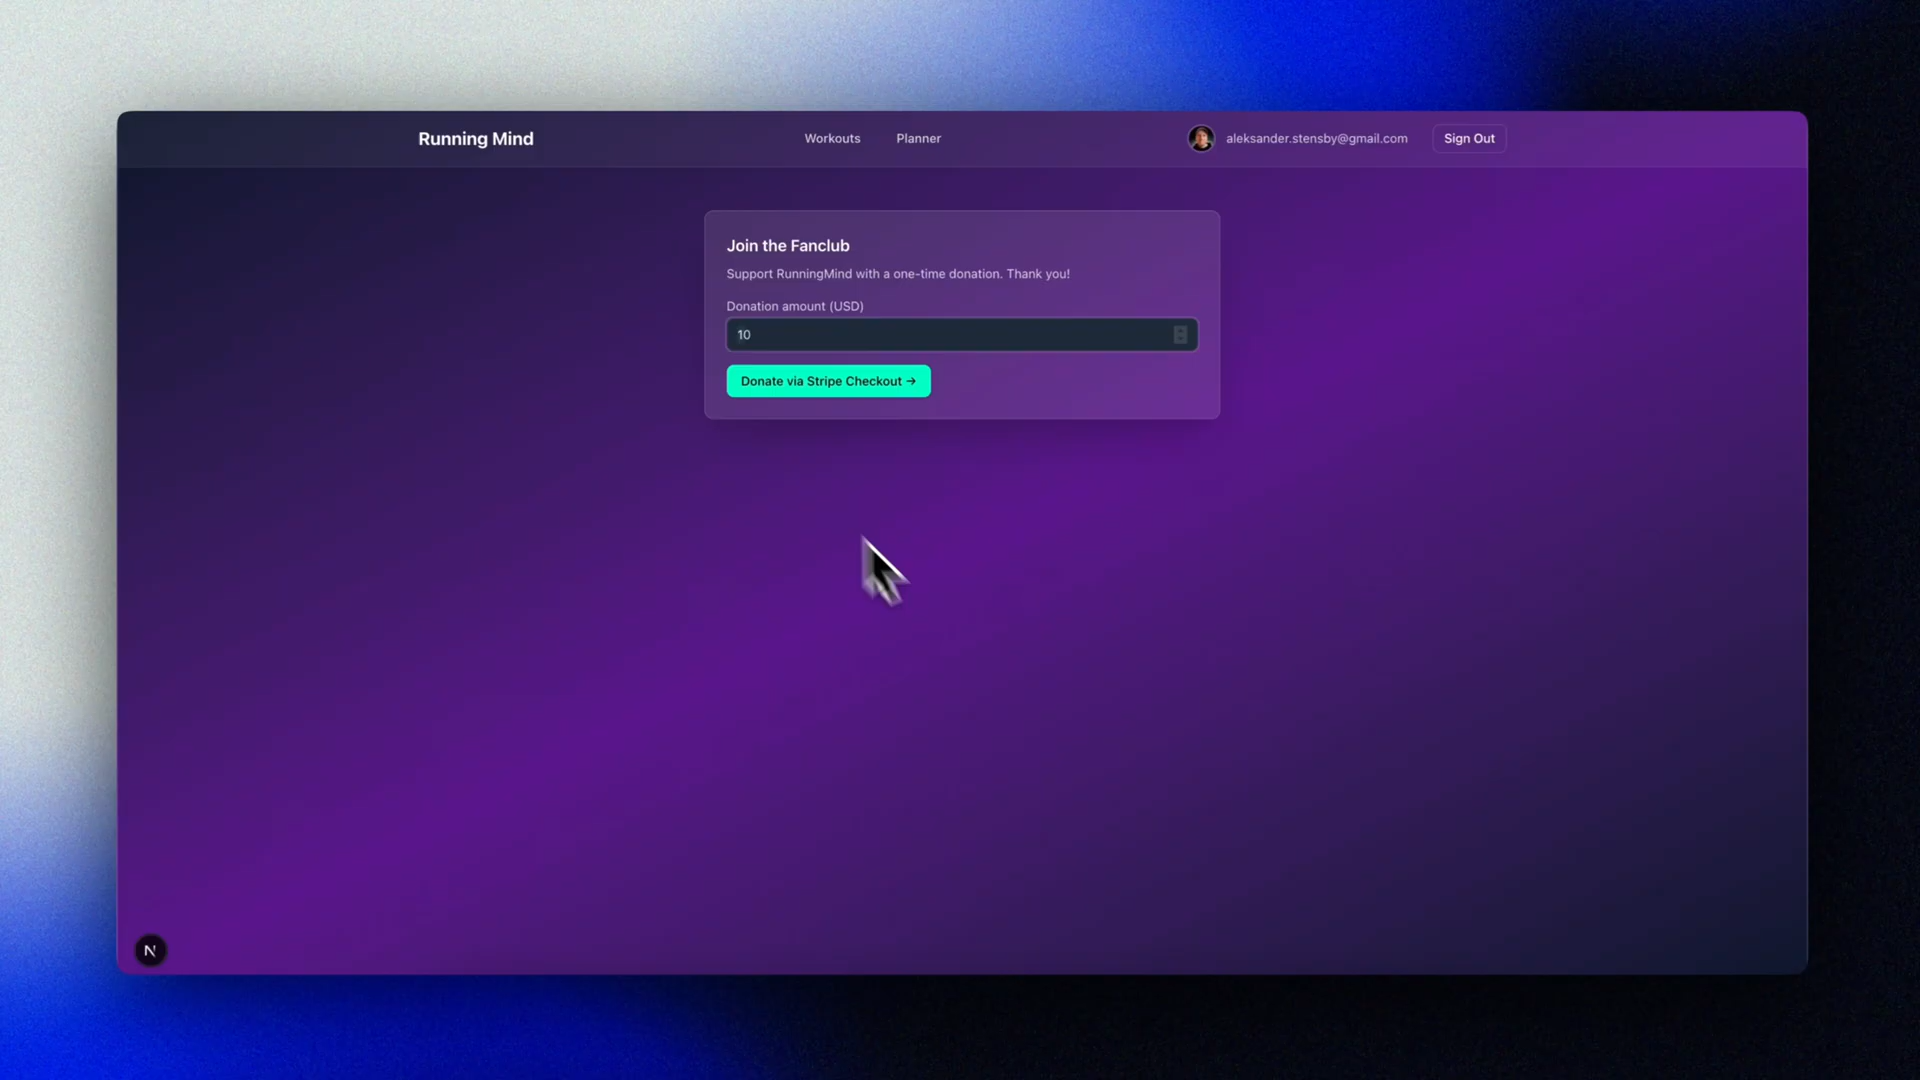 Running Mind
Workouts
Planner
aleksander.stensby@gmail.com
Sign Out
Join the Fanclub
Support RunningMind with a one-time donation. Thank you!
Donation amount (USD)
10
Donate via Stripe Checkout →
N